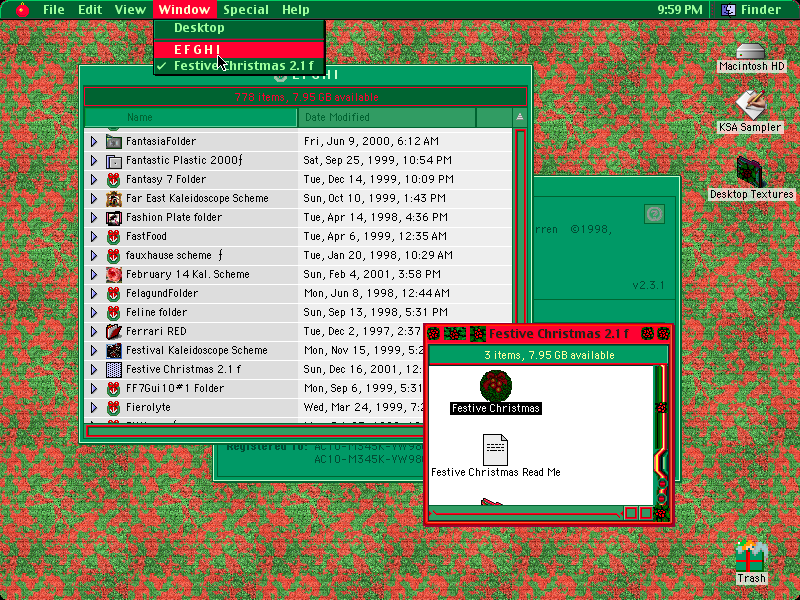 File Edit View Window Special Help 9:59 PM Finder
Desktop
E F G H I
✓ Festive Christmas 2.1 f
E F G H I
776 items, 7.95 GB available
Name Date Modified
FantasiaFolder Fri, Jun 9, 2000, 6:12 AM
Fantastic Plastic 2000ƒ Sat, Sep 25, 1999, 10:54 PM
Fantasy 7 Folder Tue, Dec 14, 1999, 10:09 PM
Far East Kaleidoscope Scheme Sun, Oct 10, 1999, 1:43 PM
Fashion Plate folder Tue, Apr 14, 1998, 4:36 PM
FastFood Tue, Apr 6, 1999, 12:35 AM
fauxhause scheme ƒ Tue, Jan 20, 1998, 10:29 AM
February 14 Kal. Scheme Sun, Feb 4, 2001, 3:58 PM
FelagundFolder Mon, Jun 8, 1998, 12:44 AM
Feline folder Sun, Sep 13, 1998, 5:31 PM
Ferrari RED Tue, Dec 2, 1997, 2:37
Festival Kaleidoscope Scheme Mon, Nov 15, 1999, 5:2
Festive Christmas 2.1 f Sun, Dec 16, 2001, 12:
FF7Gui10#1 Folder Mon, Sep 6, 1999, 5:31
Fierolyte Wed, Mar 24, 1999, 7:2
rren ©1998,
v2.3.1
Registered To: AC10-M345K-VW98
AC10-M345K-VW98
Festive Christmas 2.1 f
3 items, 7.95 GB available
Festive Christmas
Festive Christmas Read Me
Macintosh HD
KSA Sampler
Desktop Textures
Trash